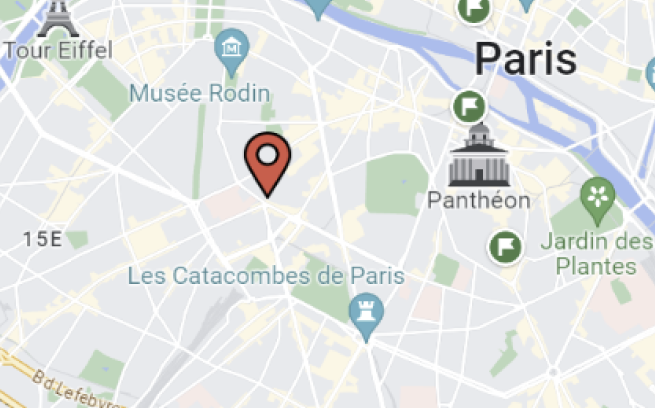 Tour Eiffel
Paris
Musée Rodin
Panthéon
15E
Jardin des
Plantes
Les Catacombes de Paris
Bd Lefebvre